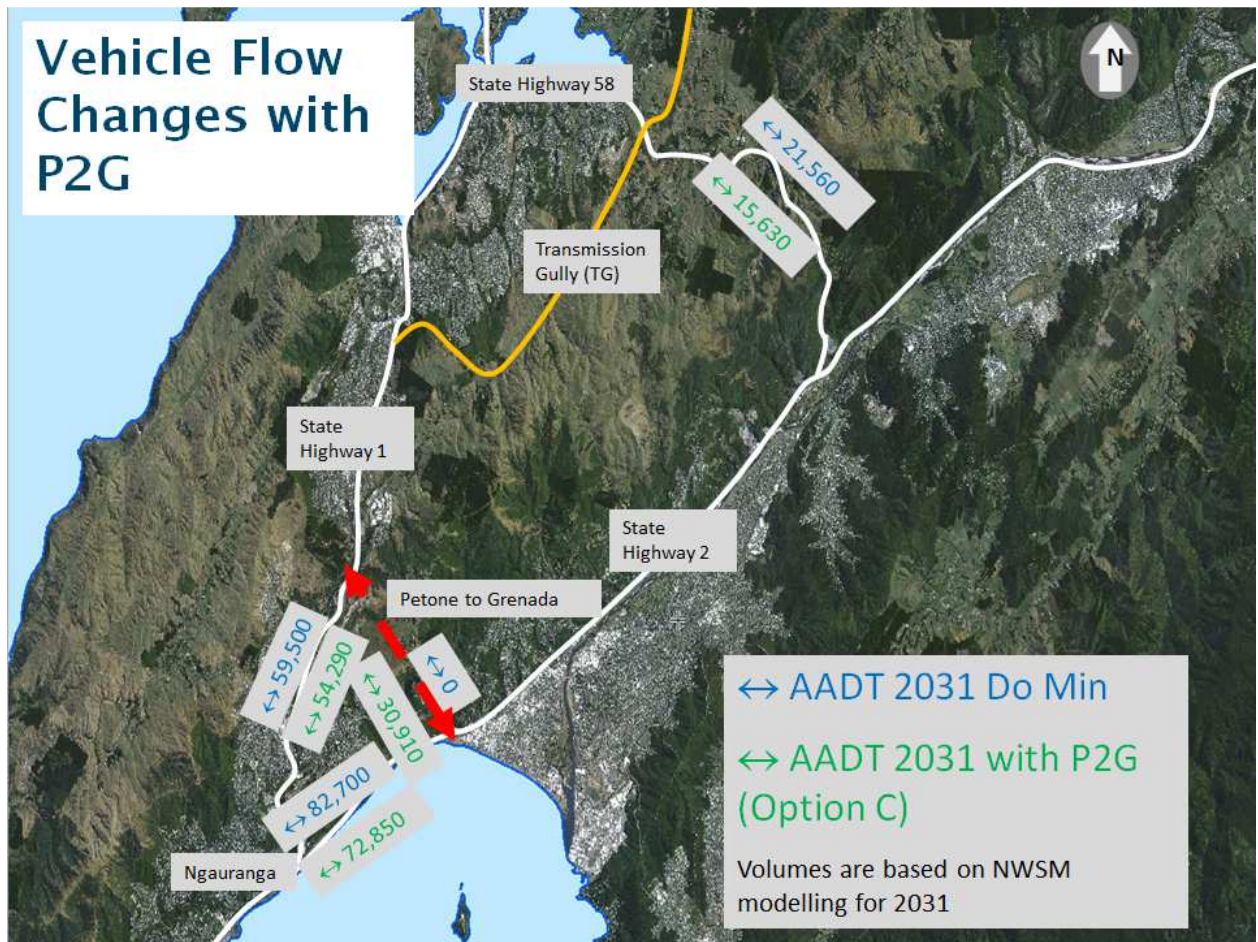 Vehicle Flow
Changes with
P2G
N
State Highway 58
↔ 21,560
↔ 15,630
Transmission
Gully (TG)
State
Highway 1
State
Highway 2
Petone to Grenada
↔ 59,500
↔ 54,290
↔ 30,910
↔ 0
↔ 82,700
↔ 72,850
Ngauranga
↔ AADT 2031 Do Min
↔ AADT 2031 with P2G
(Option C)
Volumes are based on NWSM
modelling for 2031